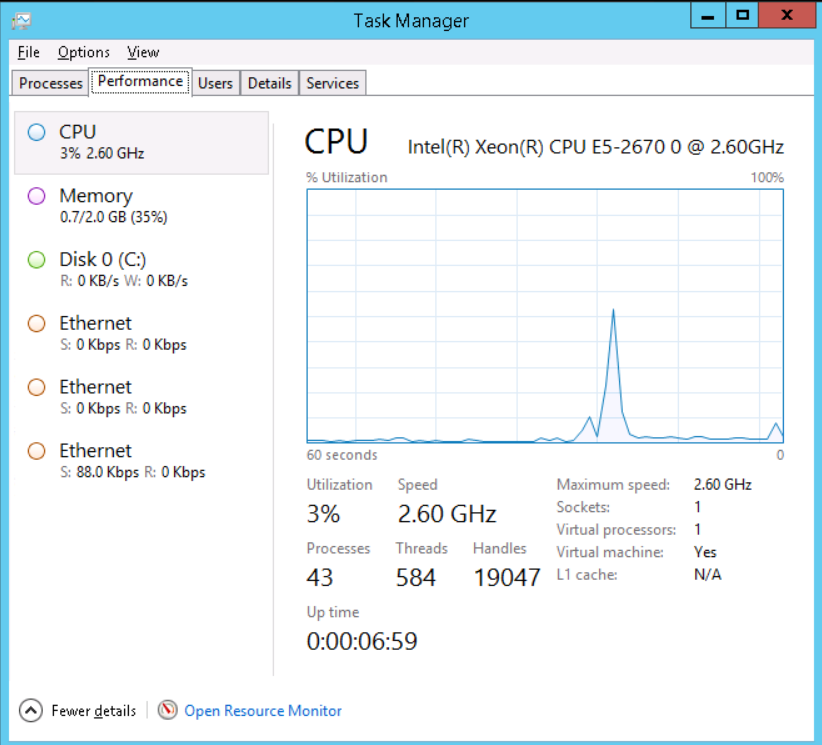 Task Manager
File Options View
Processes Performance Users Details Services
CPU
3% 2.60 GHz
Memory
0.7/2.0 GB (35%)
Disk 0 (C:)
R: 0 KB/s W: 0 KB/s
Ethernet
S: 0 Kbps R: 0 Kbps
Ethernet
S: 0 Kbps R: 0 Kbps
Ethernet
S: 88.0 Kbps R: 0 Kbps
CPU Intel(R) Xeon(R) CPU E5-2670 0 @ 2.60GHz
% Utilization 100%
60 seconds 0
Utilization Speed
3% 2.60 GHz
Processes Threads Handles
43 584 19047
Up time
0:00:06:59
Maximum speed: 2.60 GHz
Sockets: 1
Virtual processors: 1
Virtual machine: Yes
L1 cache: N/A
Fewer details Open Resource Monitor